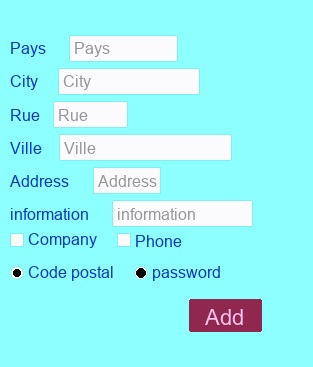 Pays Pays
City City
Rue Rue
Ville Ville
Address Address
information information
Company Phone
Code postal password
Add